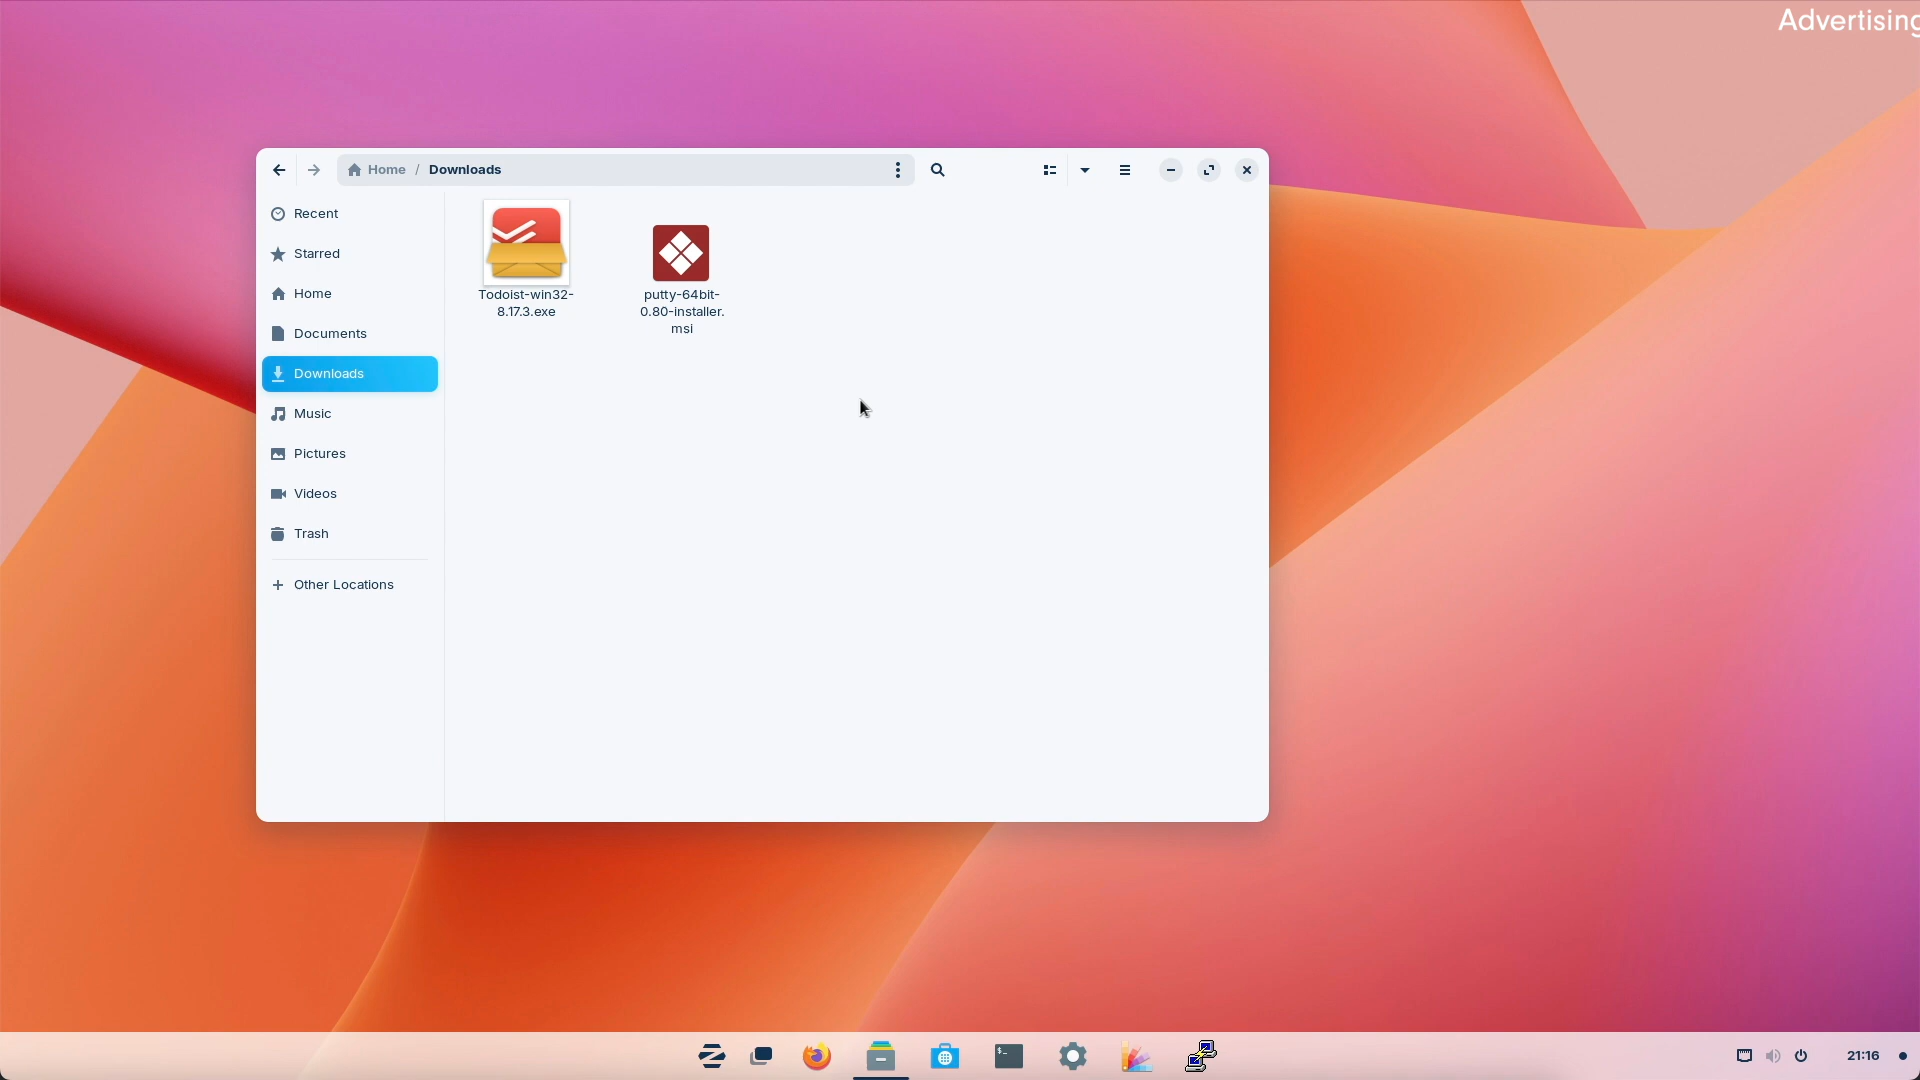 Advertising
Home / Downloads
Recent
Starred
Home
Documents
Downloads
Music
Pictures
Videos
Trash
Other Locations
Todoist-win32-
8.17.3.exe
putty-64bit-
0.80-installer.
msi
$_
21:16